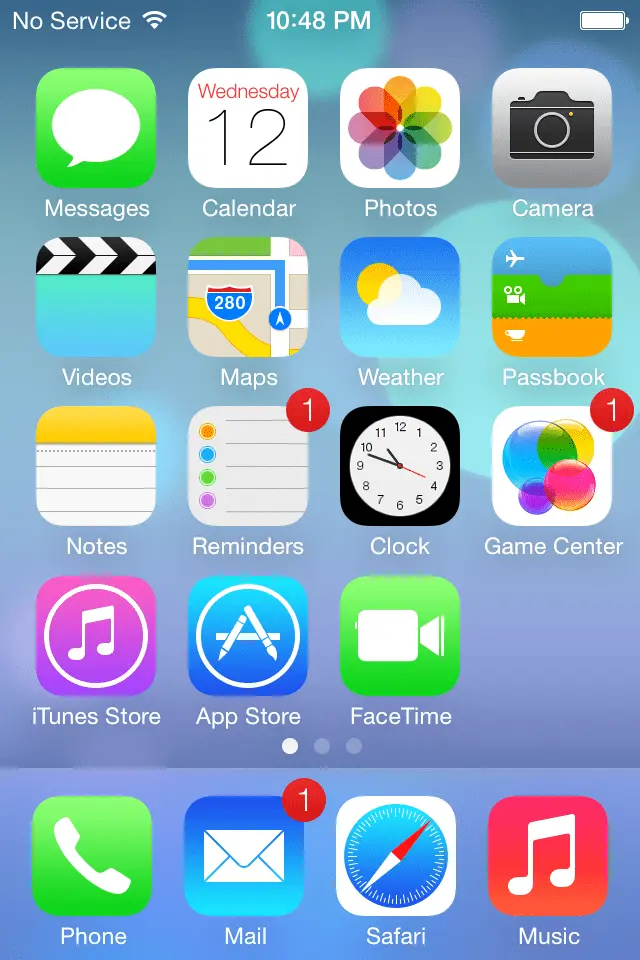 No Service 10:48 PM
Wednesday
12
Messages Calendar Photos Camera
280
Videos Maps Weather Passbook
1 1
12
11 1
10 2
9 3
8 4
7 5
6
Notes Reminders Clock Game Center
iTunes Store App Store FaceTime
1
Phone Mail Safari Music